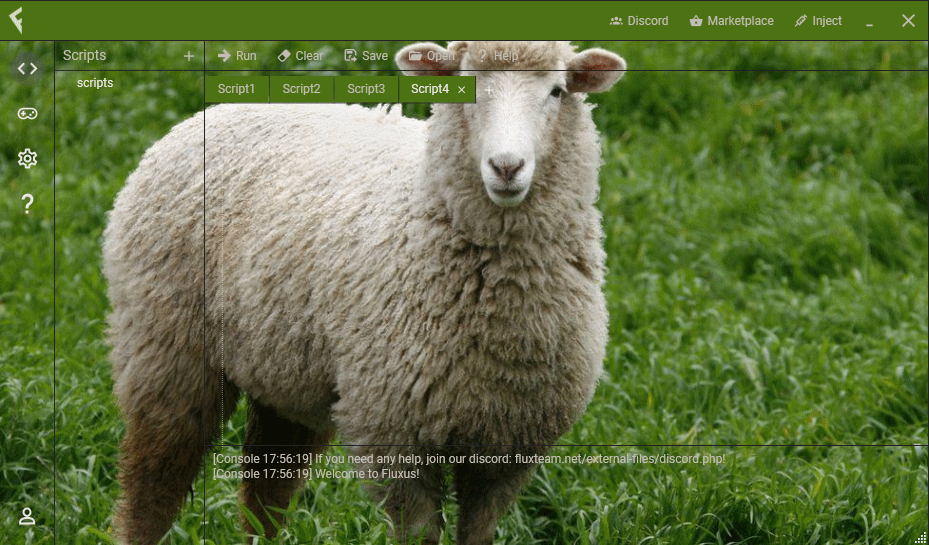 Discord Marketplace Inject
Scripts Run Clear Save Open Help
scripts
Script1 Script2 Script3 Script4
[Console 17:56:19] If you need any help, join our discord: fluxteam.net/external-files/discord.php!
[Console 17:56:19] Welcome to Fluxus!